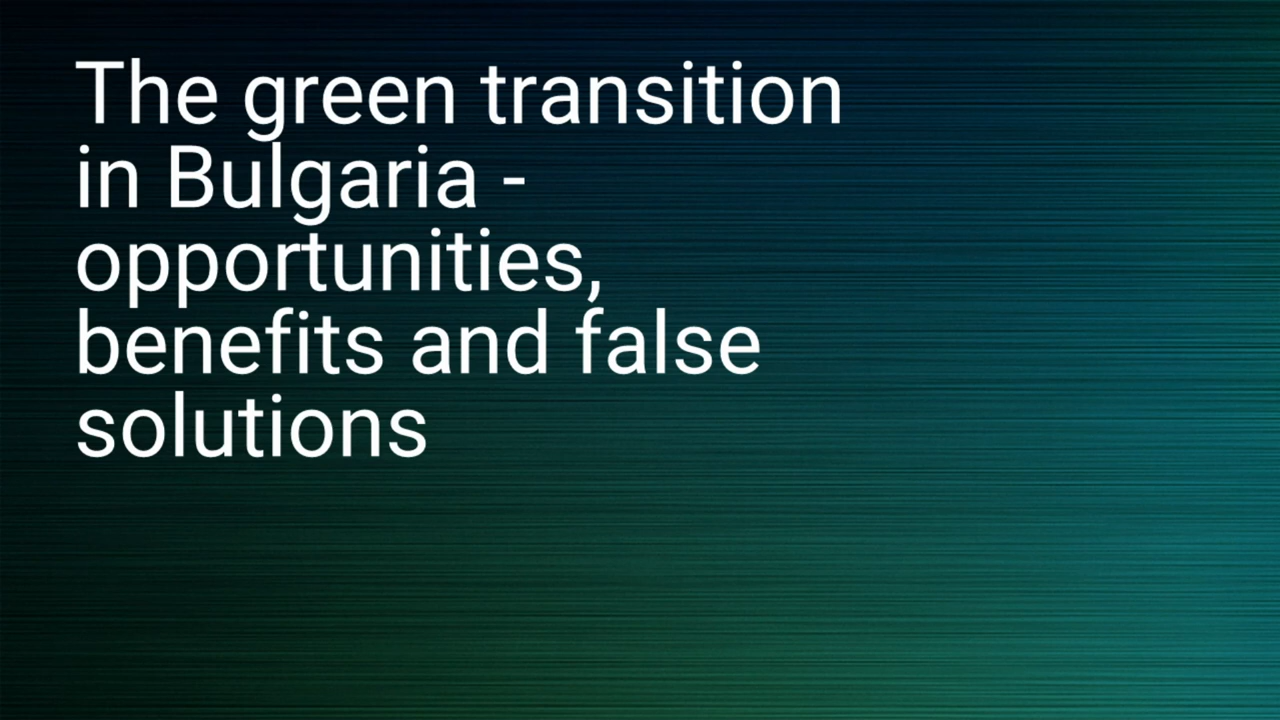 The green transition
in Bulgaria -
opportunities,
benefits and false
solutions